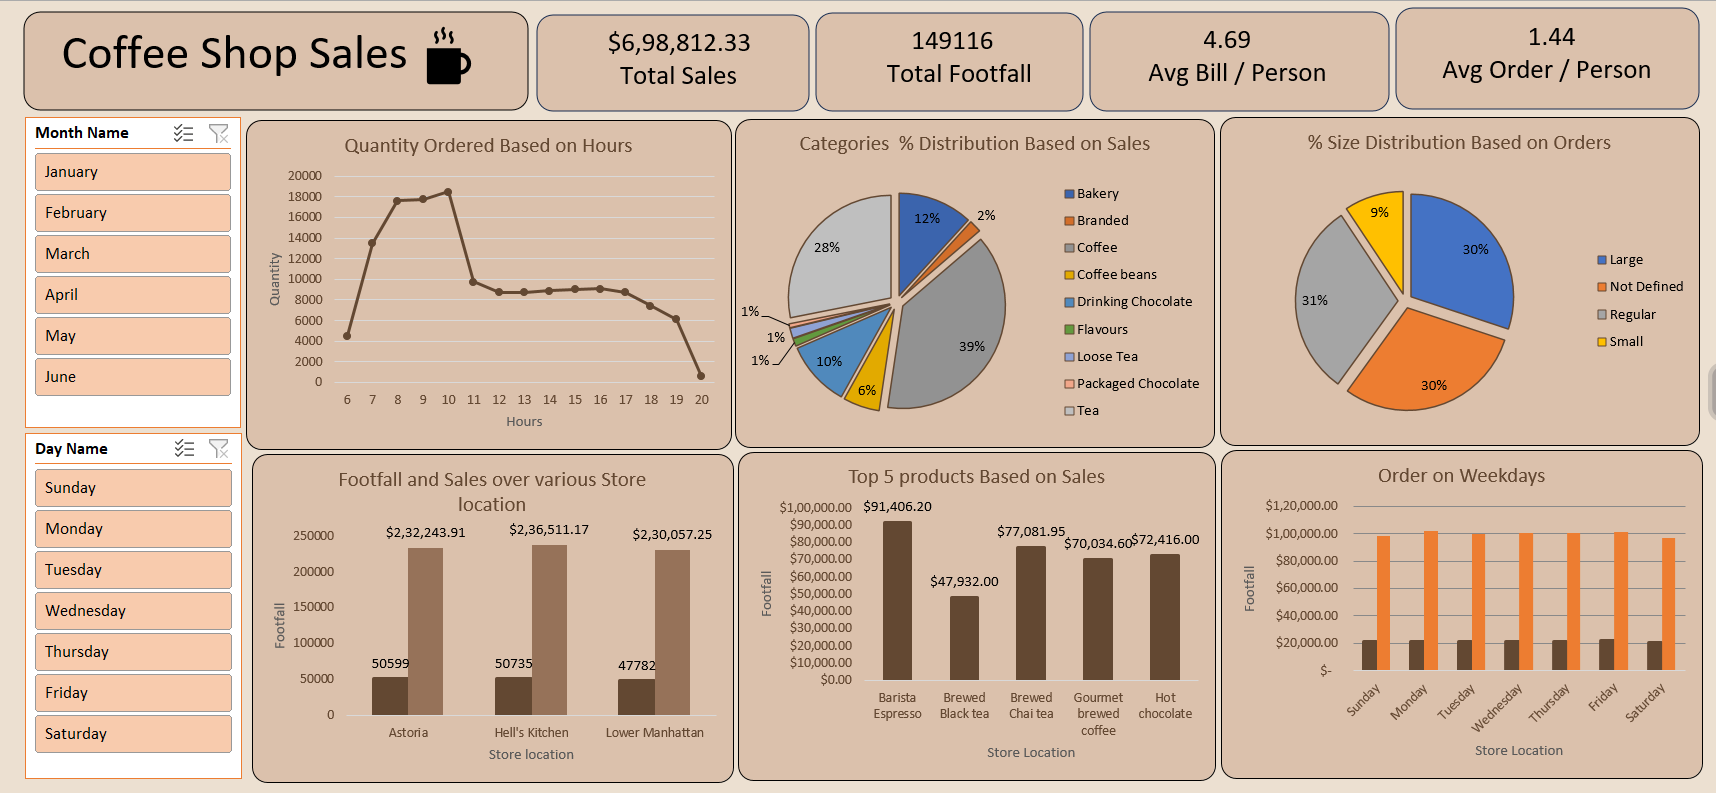 Coffee Shop Sales
$6,98,812.33
Total Sales
149116
Total Footfall
4.69
Avg Bill / Person
1.44
Avg Order / Person
Month Name
January
February
March
April
May
June
Day Name
Sunday
Monday
Tuesday
Wednesday
Thursday
Friday
Saturday
Quantity Ordered Based on Hours
Quantity
20000
18000
16000
14000
12000
10000
8000
6000
4000
2000
0
6 7 8 9 10 11 12 13 14 15 16 17 18 19 20
Hours
Categories % Distribution Based on Sales
12%
2%
39%
6%
10%
1%
1%
1%
28%
Bakery
Branded
Coffee
Coffee beans
Drinking Chocolate
Flavours
Loose Tea
Packaged Chocolate
Tea
% Size Distribution Based on Orders
9%
30%
31%
30%
Large
Not Defined
Regular
Small
Footfall and Sales over various Store
location
Footfall
250000
200000
150000
100000
50000
0
$2,32,243.91
$2,36,511.17
$2,30,057.25
50599
50735
47782
Astoria
Hell's Kitchen
Lower Manhattan
Store location
Top 5 products Based on Sales
Footfall
$1,00,000.00
$90,000.00
$80,000.00
$70,000.00
$60,000.00
$50,000.00
$40,000.00
$30,000.00
$20,000.00
$10,000.00
$0.00
$91,406.20
$47,932.00
$77,081.95
$70,034.60
$72,416.00
Barista
Espresso
Brewed
Black tea
Brewed
Chai tea
Gourmet
brewed
coffee
Hot
chocolate
Store Location
Order on Weekdays
Footfall
$1,20,000.00
$1,00,000.00
$80,000.00
$60,000.00
$40,000.00
$20,000.00
$-
Sunday
Monday
Tuesday
Wednesday
Thursday
Friday
Saturday
Store Location